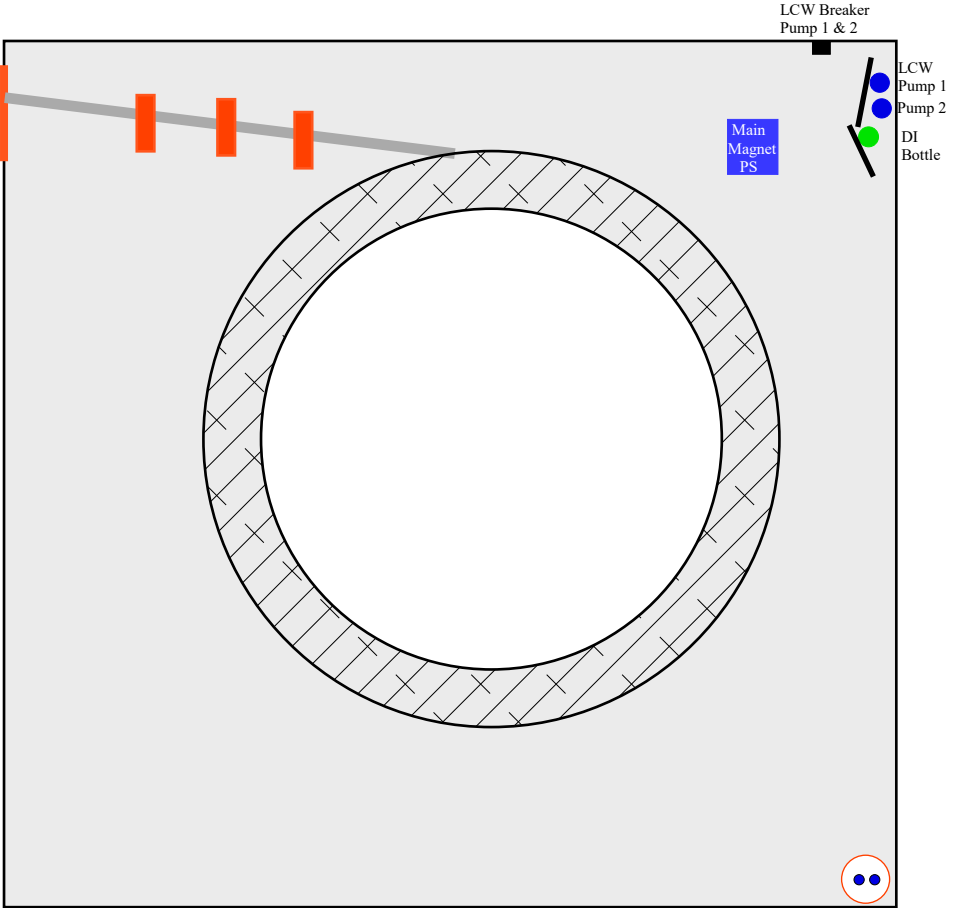 LCW Breaker
Pump 1 & 2
LCW
Pump 1
Pump 2
DI
Bottle
Main
Magnet
PS